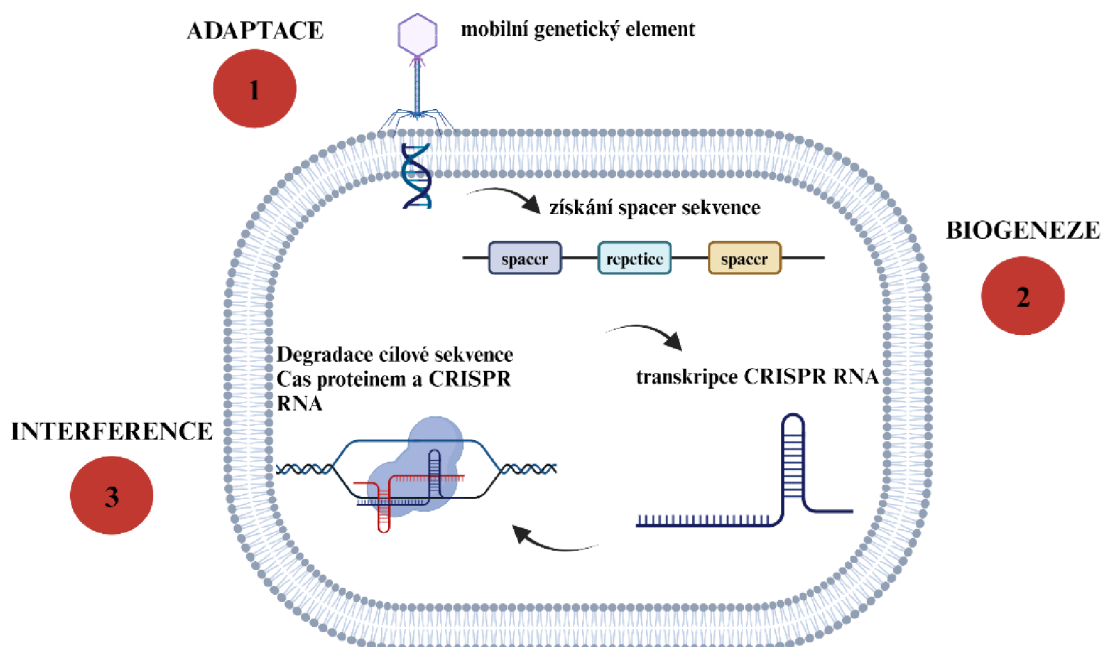 ADAPTACE
1
mobilní genetický element
získání spacer sekvence
spacer
repetice
spacer
BIOGENEZE
2
transkripce CRISPR RNA
Degradace cílové sekvence
Cas proteinem a CRISPR
RNA
INTERFERENCE
3